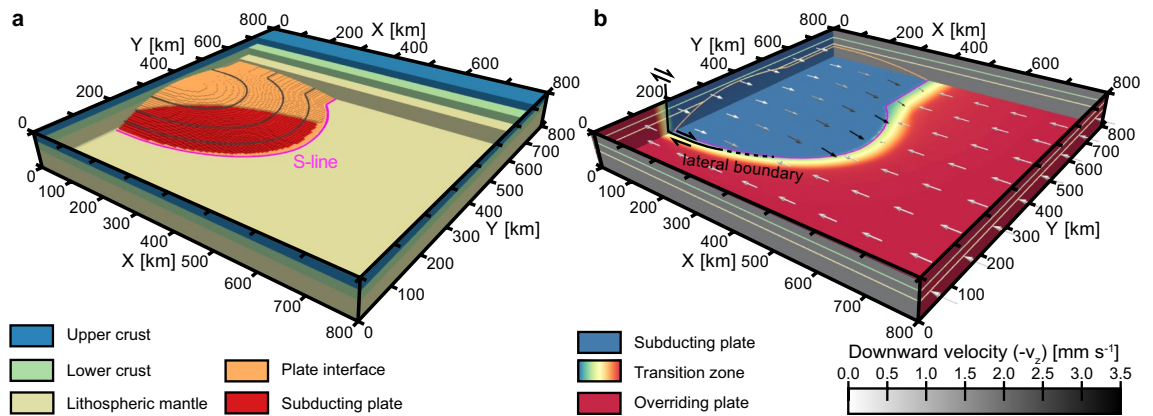 a
800
0
X [km]
200
400
600
800
Y [km]
600
400
200
0
0
100
200
300
400
500
700
800
X [km]
0
100
200
300
400
500
600
700
800
Y [km]
S-line
Upper crust
Lower crust
Lithospheric mantle
Plate interface
Subducting plate
b
800
0
X [km]
200
400
600
800
Y [km]
600
400
200
0
0
100
200
300
400
500
700
800
X [km]
0
100
200
300
400
500
600
700
800
Y [km]
lateral boundary
Subducting plate
Transition zone
Overriding plate
Downward velocity (-vz) [mm s-1]
0.0 0.5 1.0 1.5 2.0 2.5 3.0 3.5